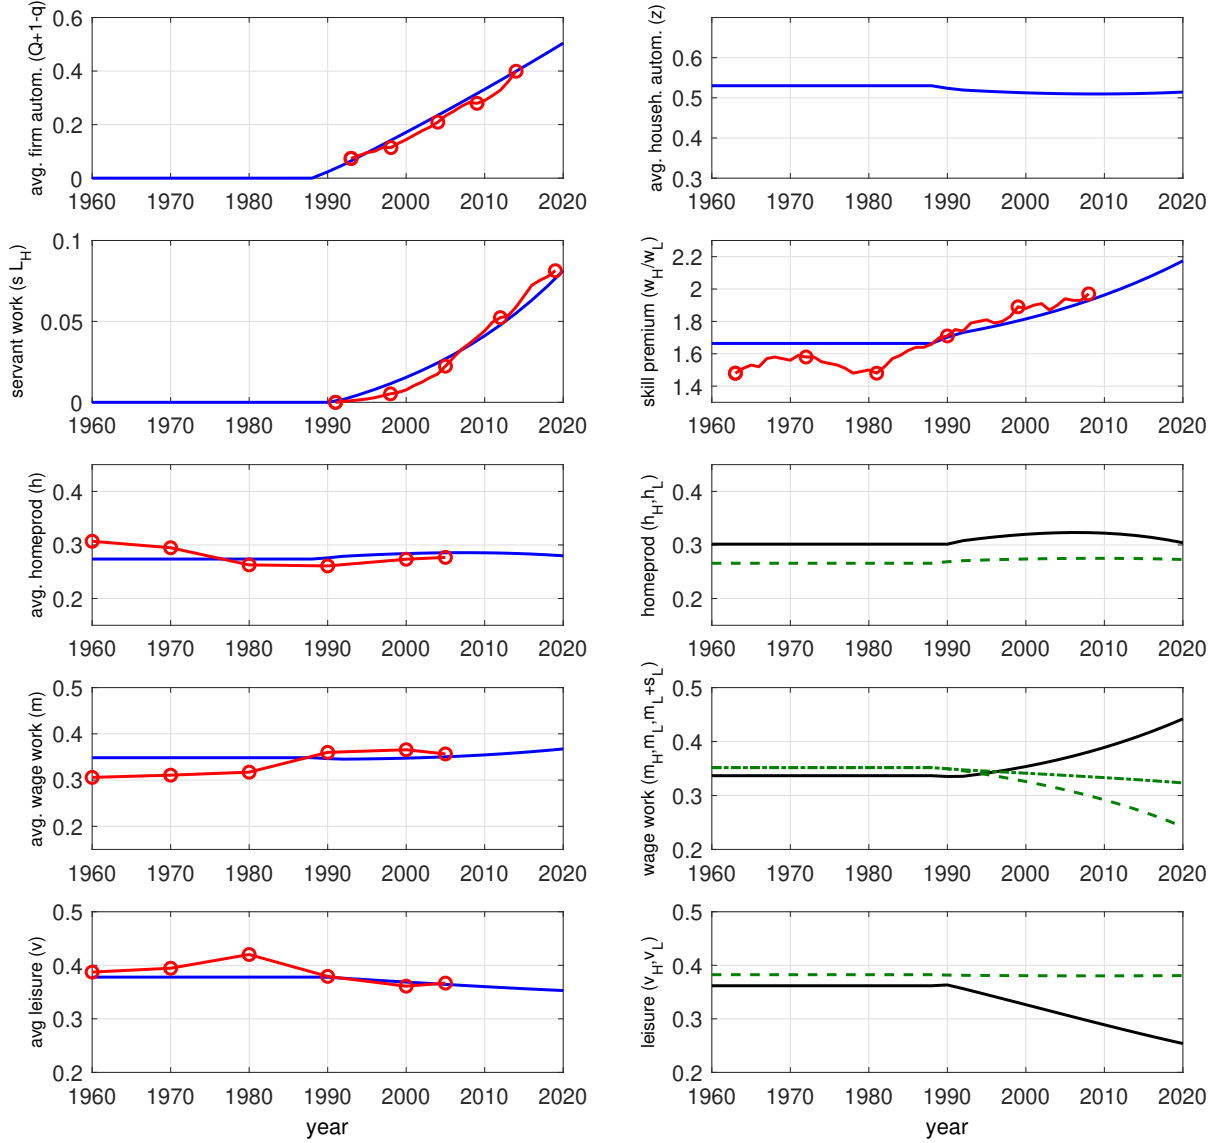 avg. firm autom. (Q+1-q)
0.6
0.4
0.2
0
1960 1970 1980 1990 2000 2010 2020
avg. househ. autom. (z)
0.6
0.5
0.4
0.3
1960 1970 1980 1990 2000 2010 2020
servant work (s L_H)
0.1
0.05
0
1960 1970 1980 1990 2000 2010 2020
skill premium (w_H/w_L)
2.2
2
1.8
1.6
1.4
1960 1970 1980 1990 2000 2010 2020
avg. homeprod (h)
0.4
0.3
0.2
1960 1970 1980 1990 2000 2010 2020
homeprod (h_H,h_L)
0.4
0.3
0.2
1960 1970 1980 1990 2000 2010 2020
avg. wage work (m)
0.5
0.4
0.3
0.2
1960 1970 1980 1990 2000 2010 2020
wage work (m_H,m_L,m_L+s_L)
0.5
0.4
0.3
0.2
1960 1970 1980 1990 2000 2010 2020
avg leisure (v)
0.5
0.4
0.3
0.2
1960 1970 1980 1990 2000 2010 2020
year
leisure (v_H,v_L)
0.5
0.4
0.3
0.2
1960 1970 1980 1990 2000 2010 2020
year